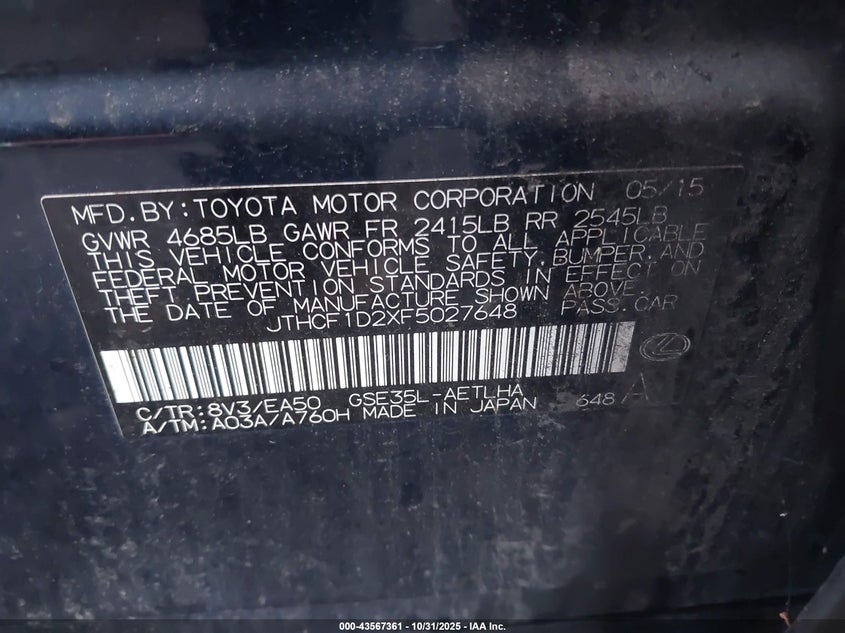 MFD.BY:TOYOTA MOTOR CORPORATION 05/15
GVWR 4685LB GAWR FR 2415LB RR 2545LB
THIS VEHICLE CONFORMS TO ALL APPLICABLE
FEDERAL MOTOR VEHICLE SAFETY,BUMPER,AND
THEFT PREVENTION STANDARDS IN EFFECT ON
THE DATE OF MANUFACTURE SHOWN ABOVE.
JTHCF1D2XF5027648 PASS.CAR
C/TR:8V3/EA50 GSE35L-AETLHA
A/TM:A03A/A760H MADE IN JAPAN 648 A
000-43567361 | 10/31/2025 - IAA Inc.